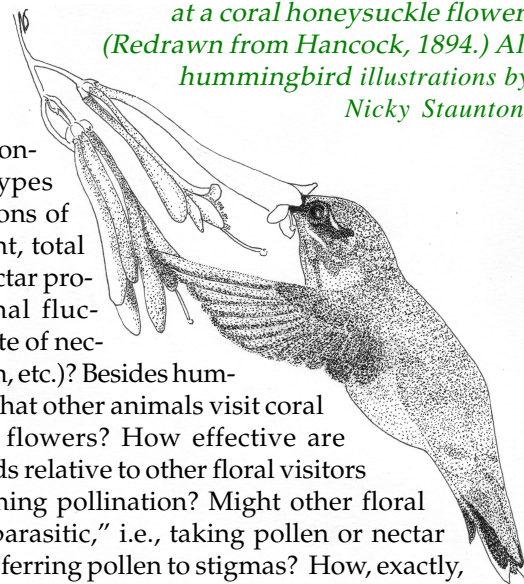 at a coral honeysuckle flower
(Redrawn from Hancock, 1894.) Al
hummingbird illustrations by
Nicky Staunton
on-
ypes
ons of
nt, total
ctar pro-
nal fluc-
te of nec-
n, etc.)? Besides hum-
hat other animals visit coral
flowers? How effective are
ds relative to other floral visitors
ning pollination? Might other floral
parasitic,” i.e., taking pollen or nectar
ferring pollen to stigmas? How, exactly,